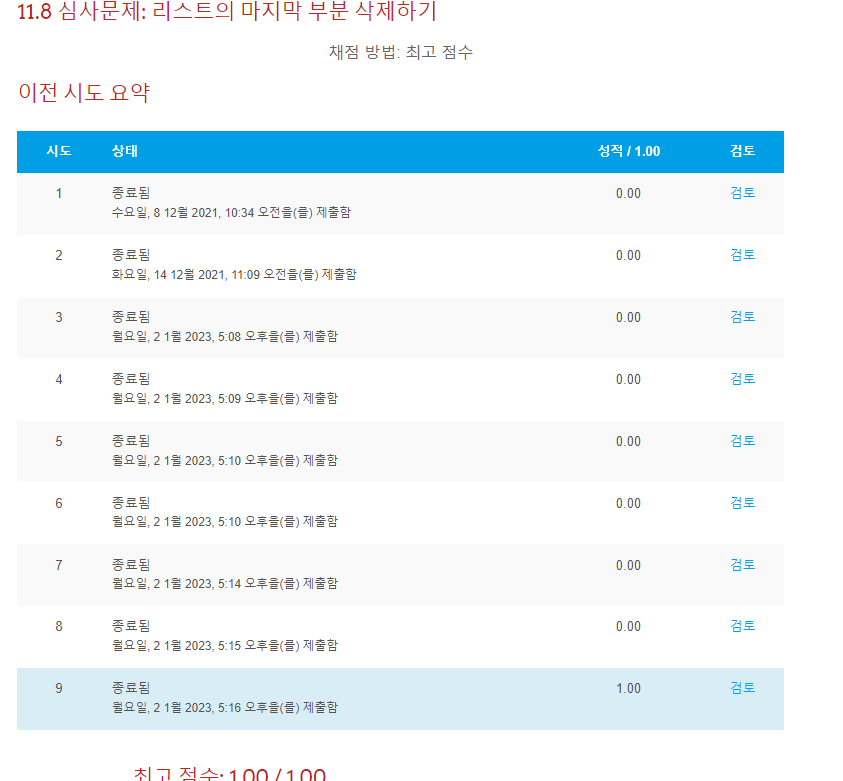 11.8 심사문제: 리스트의 마지막 부분 삭제하기
채점 방법: 최고 점수
이전 시도 요약
시도 상태 성적 / 1.00 검토
1 종료됨 0.00 검토
수요일, 8 12월 2021, 10:34 오전을(를) 제출함
2 종료됨 0.00 검토
화요일, 14 12월 2021, 11:09 오전을(를) 제출함
3 종료됨 0.00 검토
월요일, 2 1월 2023, 5:08 오후을(를) 제출함
4 종료됨 0.00 검토
월요일, 2 1월 2023, 5:09 오후을(를) 제출함
5 종료됨 0.00 검토
월요일, 2 1월 2023, 5:10 오후을(를) 제출함
6 종료됨 0.00 검토
월요일, 2 1월 2023, 5:10 오후을(를) 제출함
7 종료됨 0.00 검토
월요일, 2 1월 2023, 5:14 오후을(를) 제출함
8 종료됨 0.00 검토
월요일, 2 1월 2023, 5:15 오후을(를) 제출함
9 종료됨 1.00 검토
월요일, 2 1월 2023, 5:16 오후을(를) 제출함
최고 점수: 1.00 / 1.00